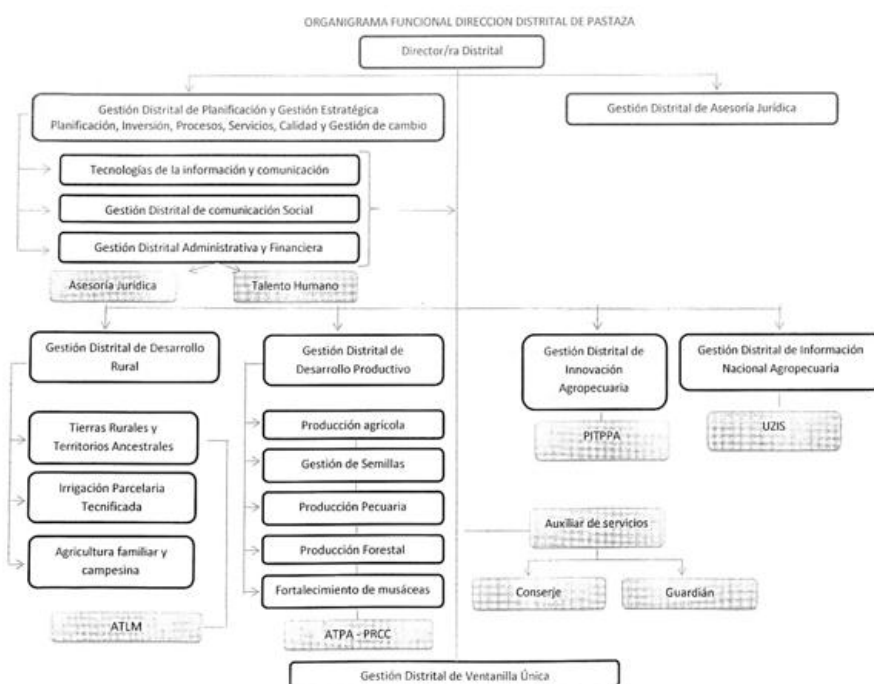 ORGANIGRAMA FUNCIONAL DIRECCION DISTRITAL DE PASTAZA
Director/ra Distrital
Gestión Distrital de Planificación y Gestión Estratégica
Planificación, Inversión, Procesos, Servicios, Calidad y Gestión de cambio
Gestión Distrital de Asesoría Jurídica
Tecnologías de la información y comunicación
Gestión Distrital de comunicación Social
Gestión Distrital Administrativa y Financiera
Asesoría Jurídica
Talento Humano
Gestión Distrital de Desarrollo
Rural
Gestión Distrital de
Desarrollo Productivo
Gestión Distrital de
Innovación
Agropecuaria
Gestión Distrital de Información
Nacional Agropecuaria
Tierras Rurales y
Territorios Ancestrales
Irrigación Parcelaria
Tecnificada
Agricultura familiar y
campesina
ATLM
Producción agrícola
Gestión de Semillas
Producción Pecuaria
Producción Forestal
Fortalecimiento de musáceas
ATPA - PRCC
PITPPA
UZIS
Auxiliar de servicios
Conserje
Guardián
Gestión Distrital de Ventanilla Única